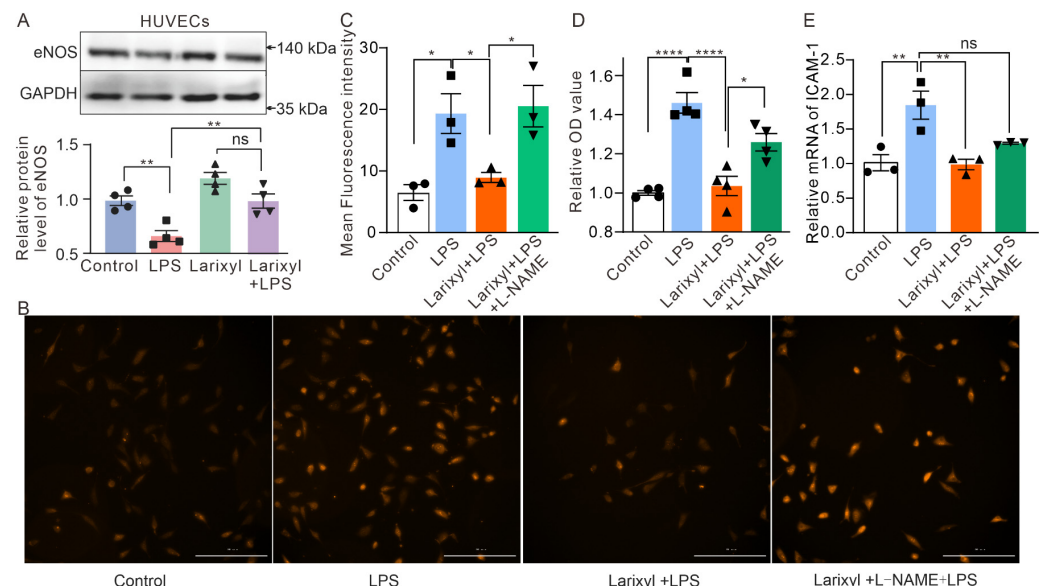 A
HUVECs
eNOS
140 kDa
GAPDH
35 kDa
Relative protein
level of eNOS
1.5
1.0
0.5
**
**
ns
Control
LPS
Larixyl
Larixyl
+LPS
C
Mean Fluorescence intensity
30
20
10
0
*
*
*
Control
LPS
Larixyl+LPS
Larixyl+LPS
+L-NAME
D
Relative OD value
1.6
1.4
1.2
1.0
0.8
****
****
*
Control
LPS
Larixyl+LPS
Larixyl+LPS
+L-NAME
E
Relative mRNA of ICAM-1
2.5
2.0
1.5
1.0
0.5
0.0
**
**
ns
Control
LPS
Larixyl+LPS
Larixyl+LPS
+L-NAME
B
Control
LPS
Larixyl +LPS
Larixyl +L-NAME+LPS